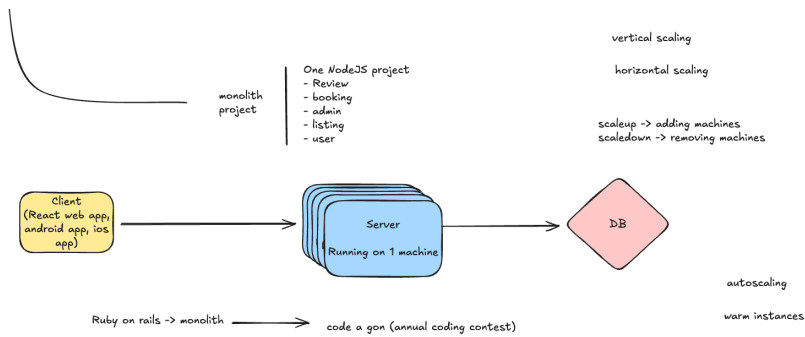 vertical scaling
horizontal scaling
monolith
project
One NodeJS project
- Review
- booking
- admin
- listing
- user
scaleup -> adding machines
scaledown -> removing machines
Client
(React web app,
android app, ios
app)
Server
Running on 1 machine
DB
autoscaling
warm instances
Ruby on rails -> monolith
code a gon (annual coding contest)